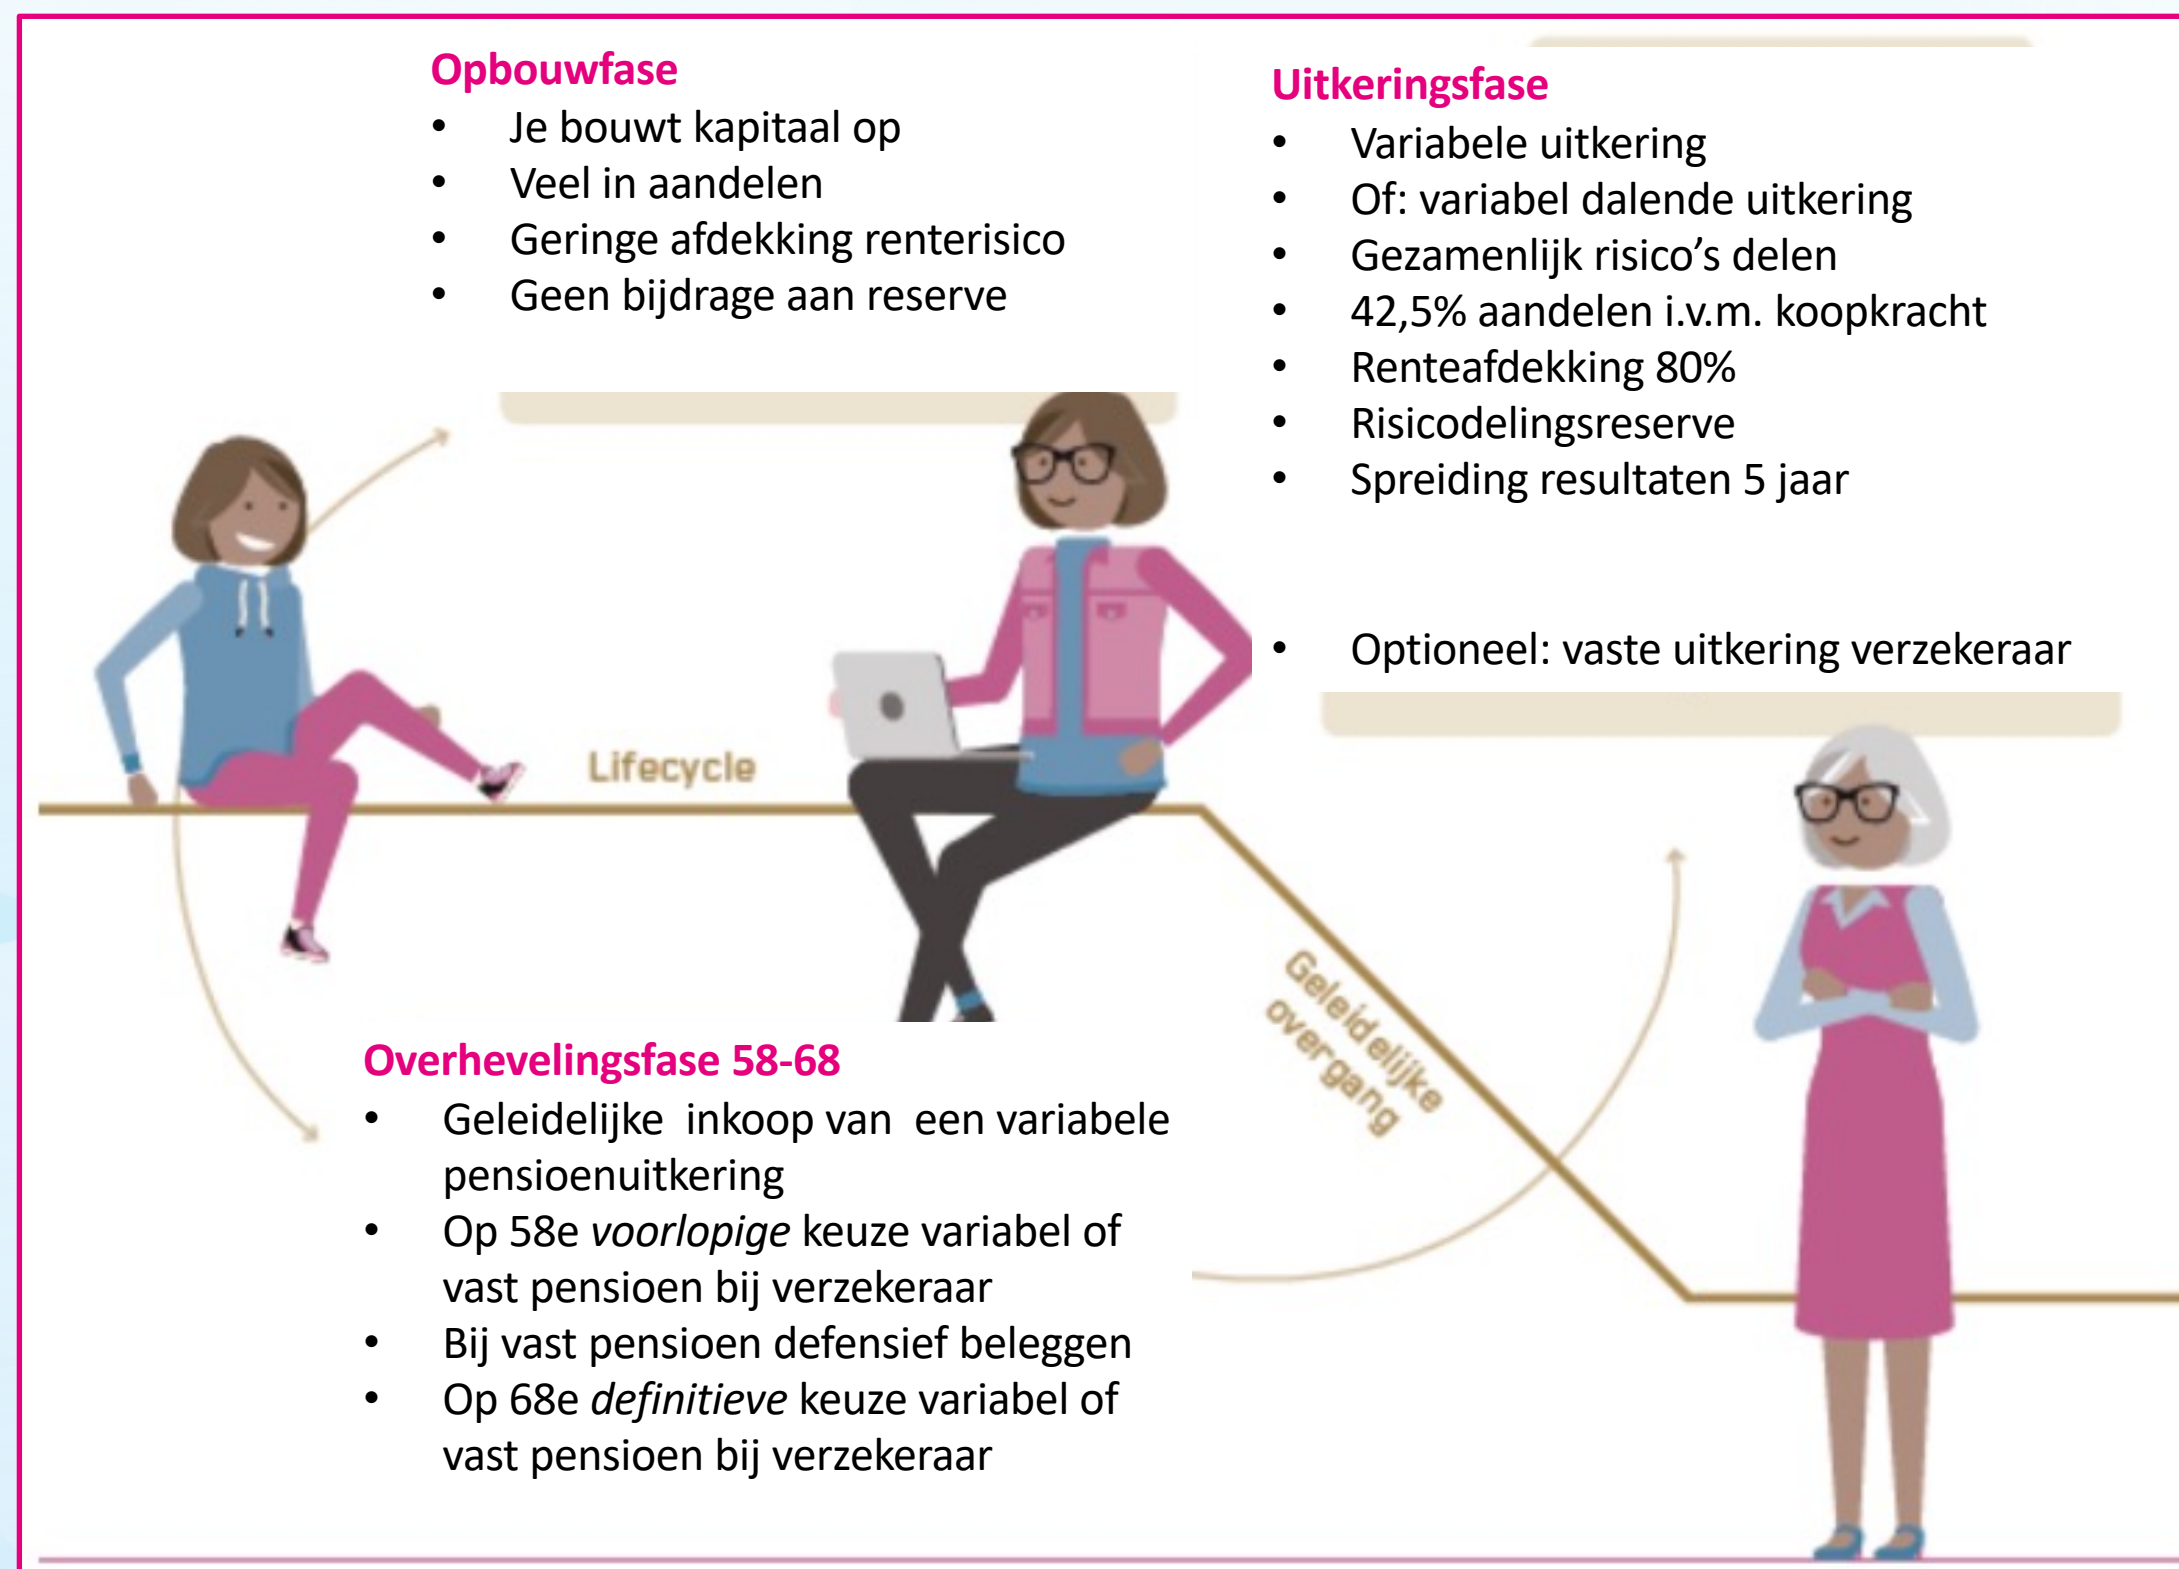 Opbouwfase
• Je bouwt kapitaal op
• Veel in aandelen
• Geringe afdekking renterisico
• Geen bijdrage aan reserve
Uitkeringsfase
• Variabele uitkering
• Of: variabel dalende uitkering
• Gezamenlijk risico’s delen
• 42,5% aandelen i.v.m. koopkracht
• Renteafdekking 80%
• Risicodelingsreserve
• Spreiding resultaten 5 jaar
• Optioneel: vaste uitkering verzekeraar
Lifecycle
Geleidelijke
overgang
Overhevelingsfase 58-68
• Geleidelijke inkoop van een variabele
pensioenuitkering
• Op 58e voorlopige keuze variabel of
vast pensioen bij verzekeraar
• Bij vast pensioen defensief beleggen
• Op 68e definitieve keuze variabel of
vast pensioen bij verzekeraar